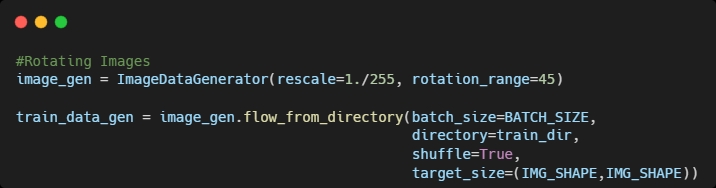 #Rotating Images
image_gen = ImageDataGenerator(rescale=1./255, rotation_range=45)
train_data_gen = image_gen.flow_from_directory(batch_size=BATCH_SIZE,
directory=train_dir,
shuffle=True,
target_size=(IMG_SHAPE,IMG_SHAPE))